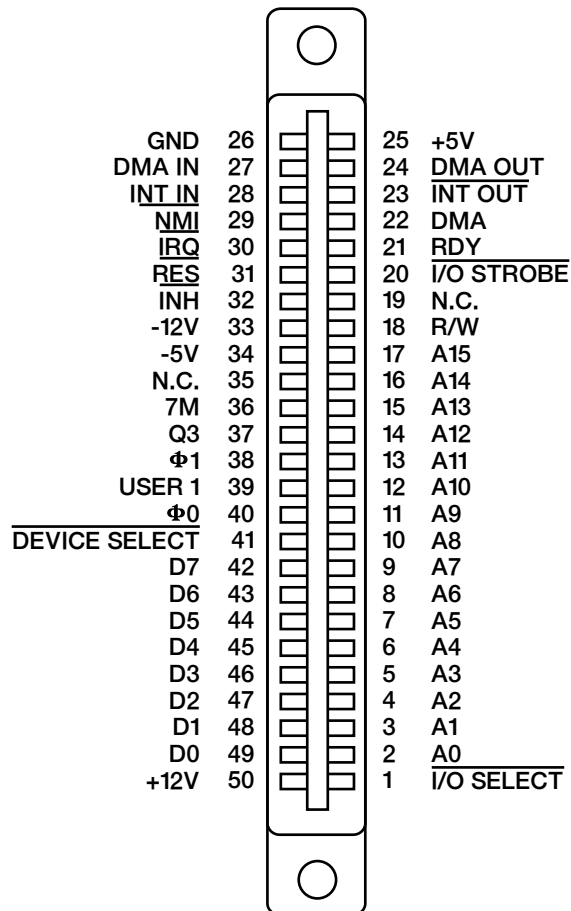 GND 26 25 +5V
DMA IN 27 24 DMA OUT
INT IN 28 23 INT OUT
NMI 29 22 DMA
IRQ 30 21 RDY
RES 31 20 I/O STROBE
INH 32 19 N.C.
-12V 33 18 R/W
-5V 34 17 A15
N.C. 35 16 A14
7M 36 15 A13
Q3 37 14 A12
Φ1 38 13 A11
USER 1 39 12 A10
Φ0 40 11 A9
DEVICE SELECT 41 10 A8
D7 42 9 A7
D6 43 8 A6
D5 44 7 A5
D4 45 6 A4
D3 46 5 A3
D2 47 4 A2
D1 48 3 A1
D0 49 2 A0
+12V 50 1 I/O SELECT